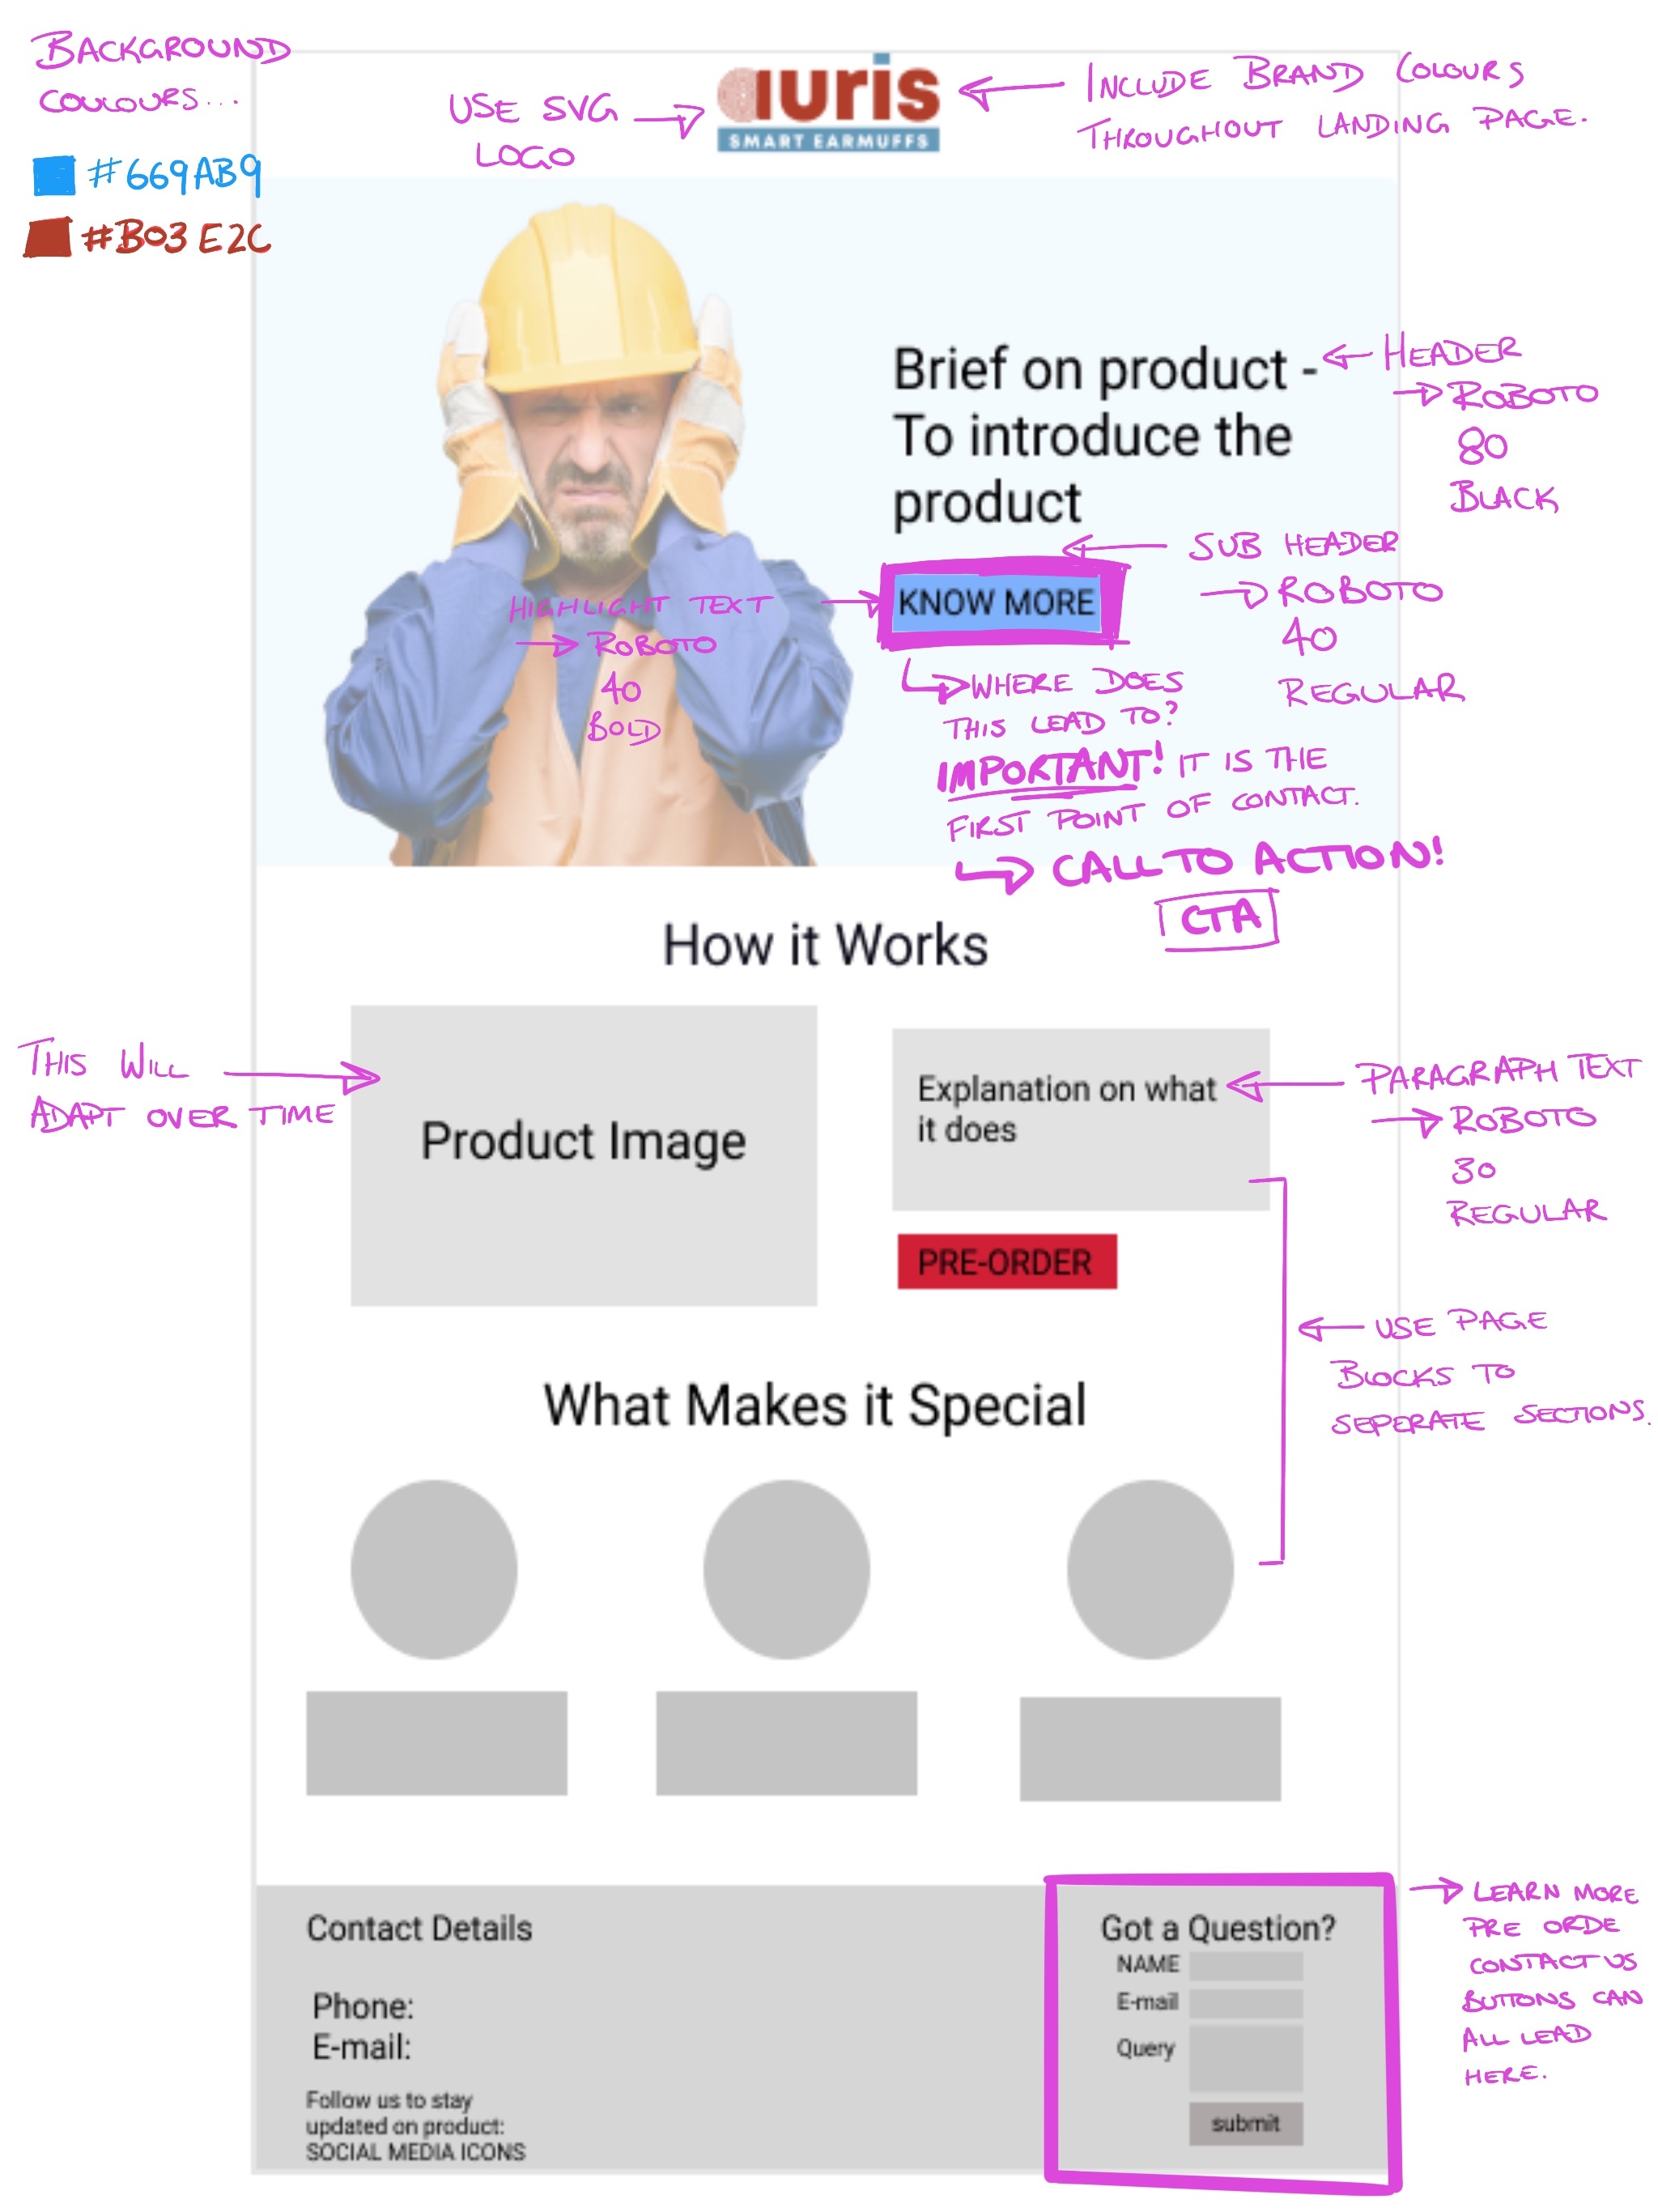 BACKGROUND
COULOURS...
#669AB9
#B03E2C
USE SVG
LOGO
auris
SMART EARMUFFS
INCLUDE BRAND COLOURS
THROUGHOUT LANDING PAGE.
Brief on product -
To introduce the
product
HEADER
ROBOTO
80
BLACK
SUB HEADER
ROBOTO
40
REGULAR
HIGHLIGHT TEXT
ROBOTO
40
BOLD
KNOW MORE
WHERE DOES
THIS LEAD TO?
IMPORTANT! IT IS THE
FIRST POINT OF CONTACT.
CALL TO ACTION!
CTA
How it Works
THIS WILL
ADAPT OVER TIME
Product Image
Explanation on what
it does
PARAGRAPH TEXT
ROBOTO
30
REGULAR
PRE-ORDER
USE PAGE
BLOCKS TO
SEPERATE SECTIONS.
What Makes it Special
Contact Details
Phone:
E-mail:
Follow us to stay
updated on product:
SOCIAL MEDIA ICONS
Got a Question?
NAME
E-mail
Query
submit
LEARN MORE
PRE ORDE
CONTACT US
BUTTONS CAN
ALL LEAD
HERE.